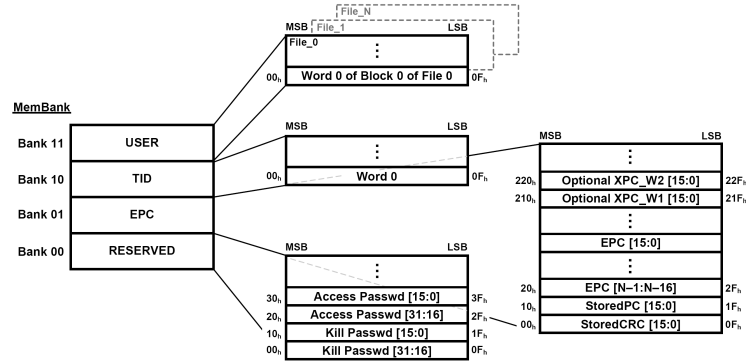 File_N
MSB File_1 LSB
File_0
⋮
00h Word 0 of Block 0 of File 0 0Fh
MemBank
Bank 11 USER
Bank 10 TID
Bank 01 EPC
Bank 00 RESERVED
MSB LSB
⋮
00h Word 0 0Fh
MSB LSB
⋮
30h Access Passwd [15:0] 3Fh
20h Access Passwd [31:16] 2Fh
10h Kill Passwd [15:0] 1Fh
00h Kill Passwd [31:16] 0Fh
MSB LSB
⋮
220h Optional XPC_W2 [15:0] 22Fh
210h Optional XPC_W1 [15:0] 21Fh
⋮
EPC [15:0]
⋮
20h EPC [N–1:N–16] 2Fh
10h StoredPC [15:0] 1Fh
00h StoredCRC [15:0] 0Fh